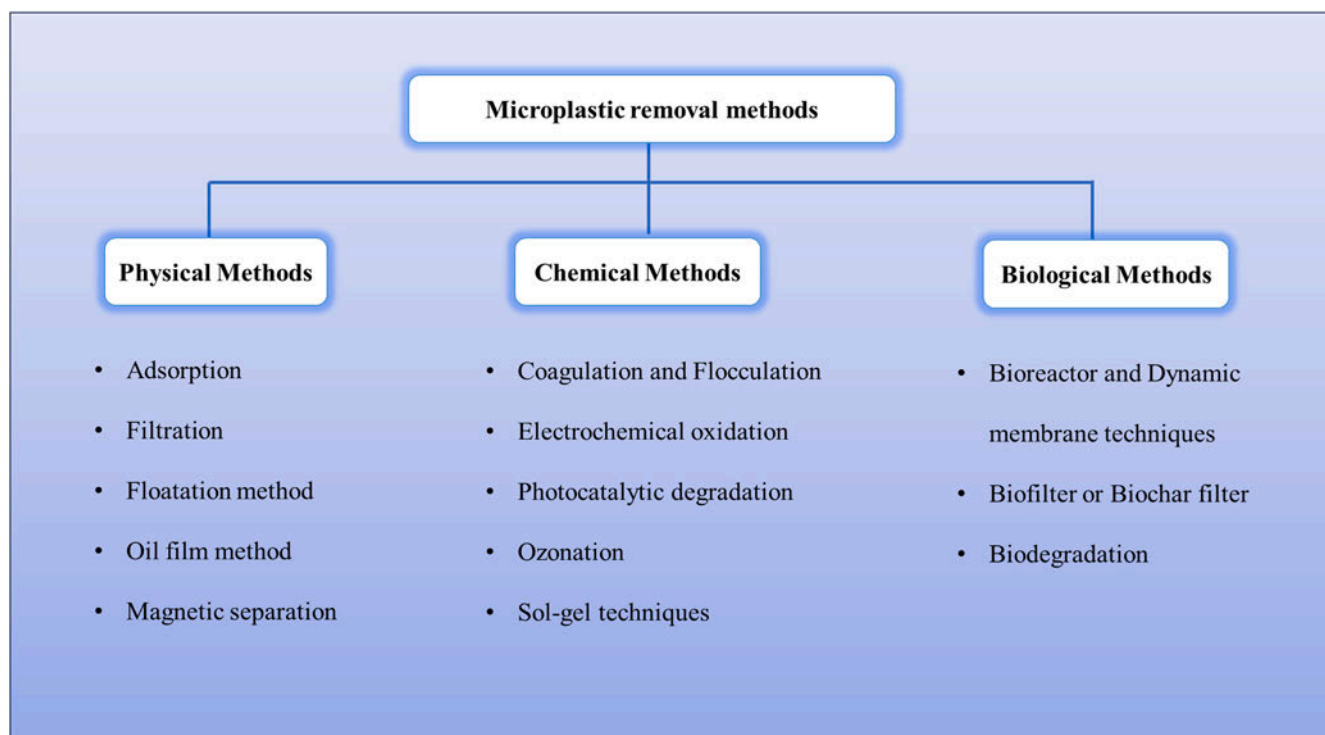 Microplastic removal methods
Physical Methods
Chemical Methods
Biological Methods
• Adsorption
• Filtration
• Floatation method
• Oil film method
• Magnetic separation
• Coagulation and Flocculation
• Electrochemical oxidation
• Photocatalytic degradation
• Ozonation
• Sol-gel techniques
• Bioreactor and Dynamic
membrane techniques
• Biofilter or Biochar filter
• Biodegradation